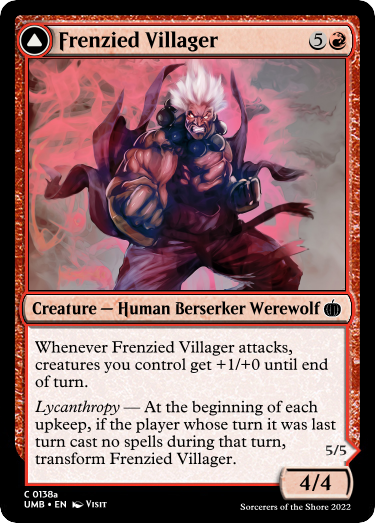 Frenzied Villager 5
Creature — Human Berserker Werewolf
Whenever Frenzied Villager attacks,
creatures you control get +1/+0 until end
of turn.
Lycanthropy — At the beginning of each
upkeep, if the player whose turn it was last
turn cast no spells during that turn,
transform Frenzied Villager.
5/5
4/4
C 0138a
UMB • EN VISIT
Sorcerers of the Shore 2022